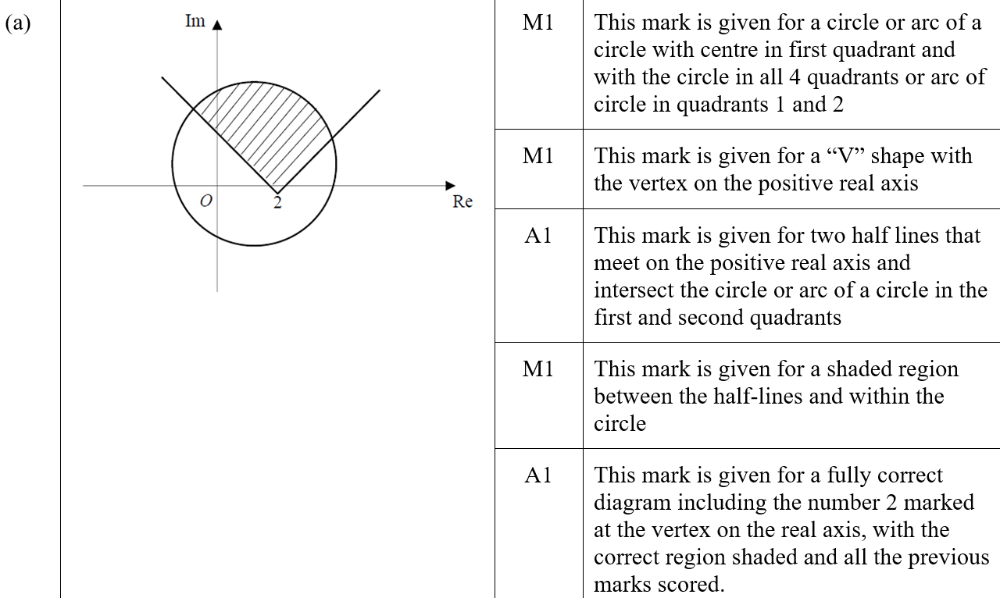 (a)
Im
O
2
Re
M1
This mark is given for a circle or arc of a
circle with centre in first quadrant and
with the circle in all 4 quadrants or arc of
circle in quadrants 1 and 2
M1
This mark is given for a “V” shape with
the vertex on the positive real axis
A1
This mark is given for two half lines that
meet on the positive real axis and
intersect the circle or arc of a circle in the
first and second quadrants
M1
This mark is given for a shaded region
between the half-lines and within the
circle
A1
This mark is given for a fully correct
diagram including the number 2 marked
at the vertex on the real axis, with the
correct region shaded and all the previous
marks scored.